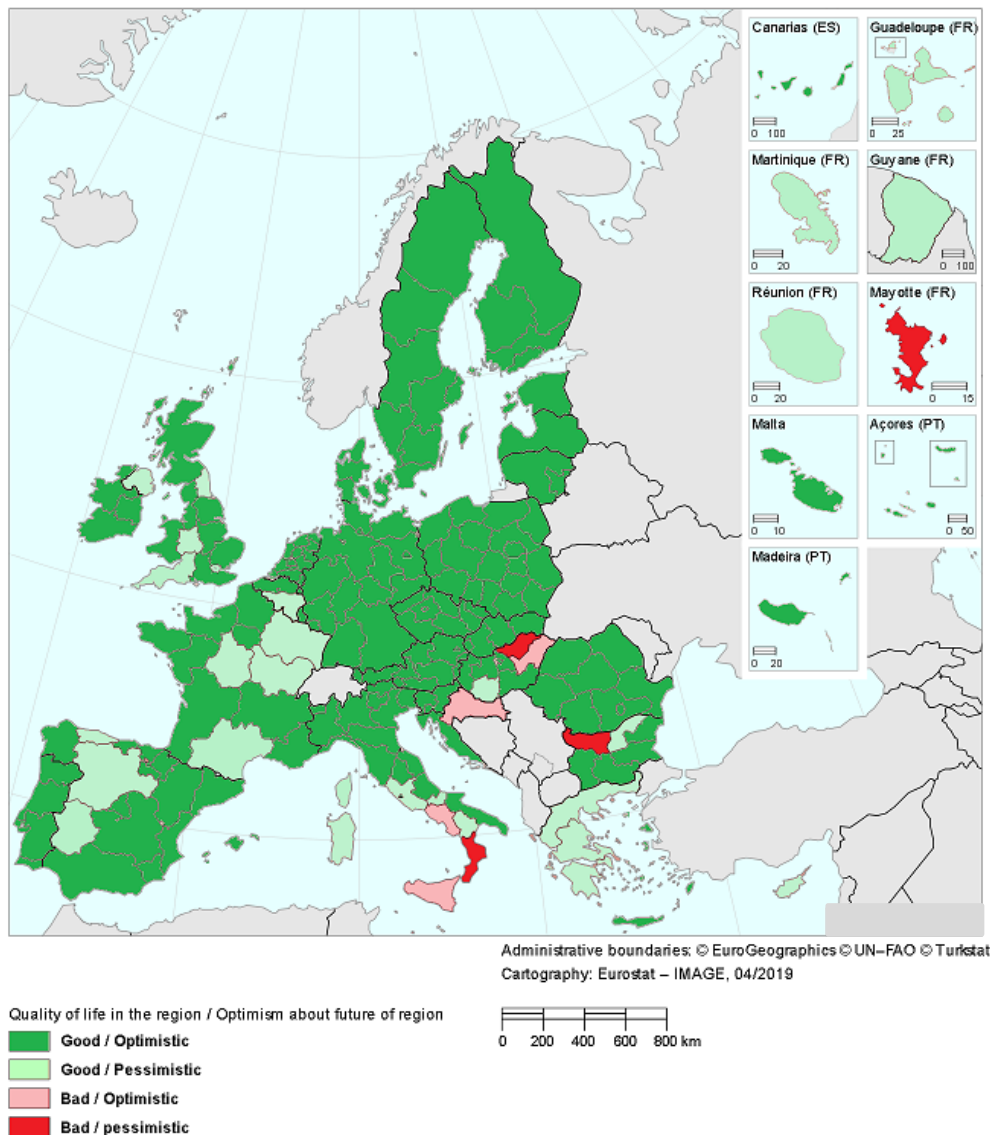 Canarias (ES)
0 100
Guadeloupe (FR)
0 25
Martinique (FR)
0 20
Guyane (FR)
0 100
Réunion (FR)
0 20
Mayotte (FR)
0 15
Malta
0 10
Açores (PT)
0 50
Madeira (PT)
0 20
Administrative boundaries: © EuroGeographics © UN–FAO © Turkstat
Cartography: Eurostat – IMAGE, 04/2019
Quality of life in the region / Optimism about future of region
Good / Optimistic
Good / Pessimistic
Bad / Optimistic
Bad / pessimistic
0 200 400 600 800 km